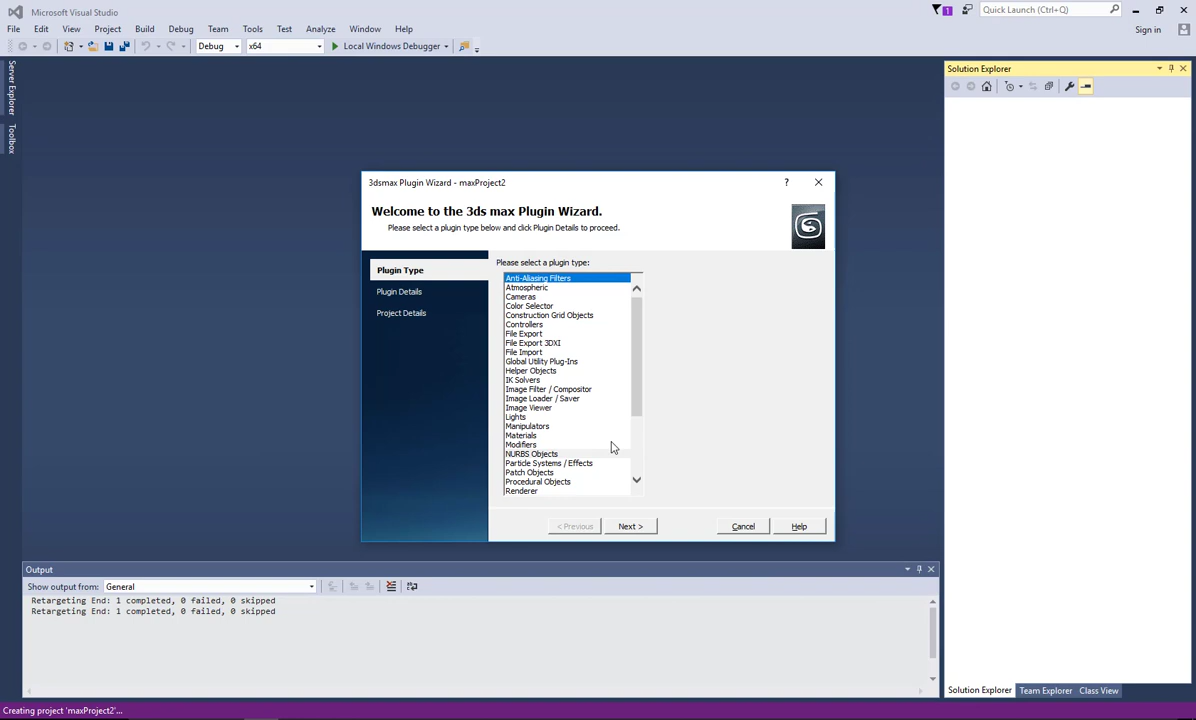 Microsoft Visual Studio
1
Quick Launch (Ctrl+Q)
File Edit View Project Build Debug Team Tools Test Analyze Window Help
Sign in
Debug x64 Local Windows Debugger
Server Explorer
Toolbox
Solution Explorer
3dsmax Plugin Wizard - maxProject2
?
Welcome to the 3ds max Plugin Wizard.
Please select a plugin type below and click Plugin Details to proceed.
Plugin Type
Plugin Details
Project Details
Please select a plugin type:
Anti-Aliasing Filters
Atmospheric
Cameras
Color Selector
Construction Grid Objects
Controllers
File Export
File Export 3DXI
File Import
Global Utility Plug-Ins
Helper Objects
IK Solvers
Image Filter / Compositor
Image Loader / Saver
Image Viewer
Lights
Manipulators
Materials
Modifiers
NURBS Objects
Particle Systems / Effects
Patch Objects
Procedural Objects
Renderer
< Previous Next > Cancel Help
Output
Show output from: General
Retargeting End: 1 completed, 0 failed, 0 skipped
Retargeting End: 1 completed, 0 failed, 0 skipped
Solution Explorer Team Explorer Class View
Creating project 'maxProject2'...